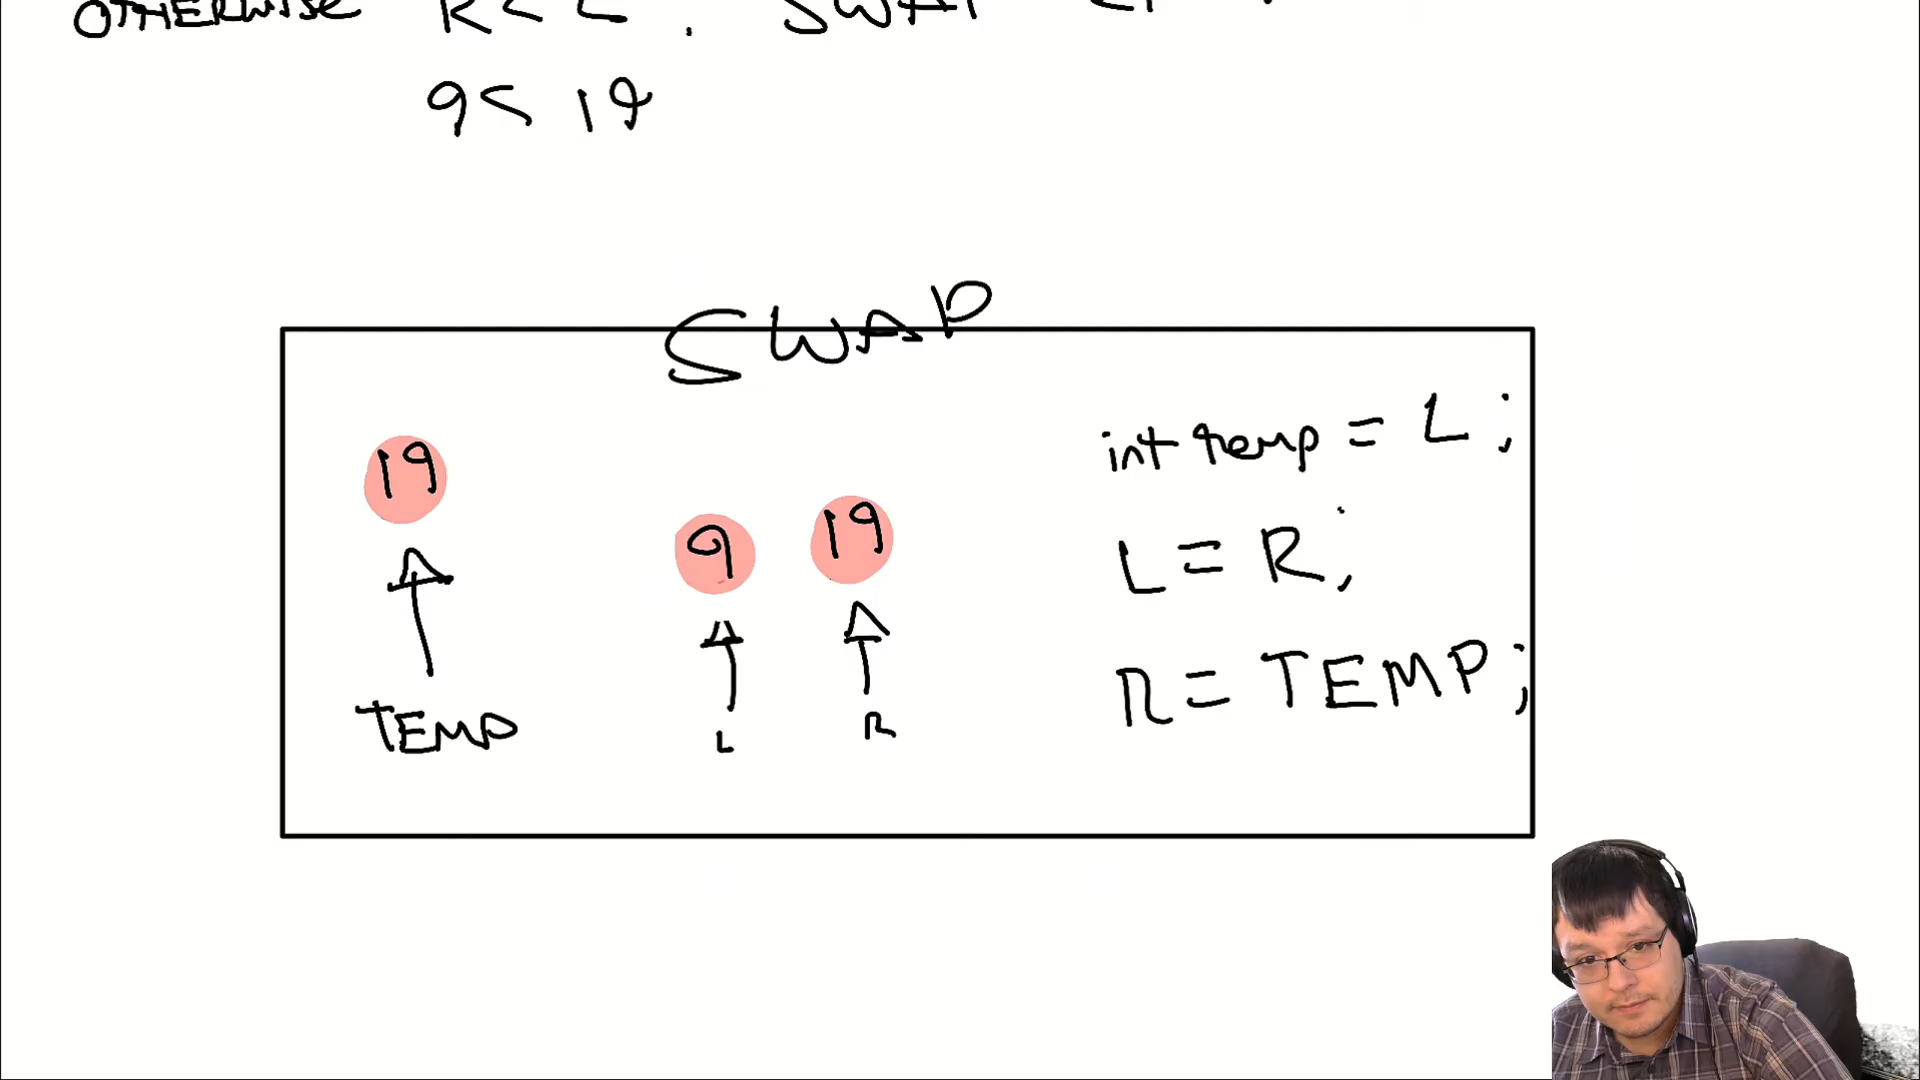 OTHERWISE R < L . SWAP
9 < 19
SWAP
19
9 19
TEMP
L R
int temp = L ;
L = R ;
R = TEMP ;